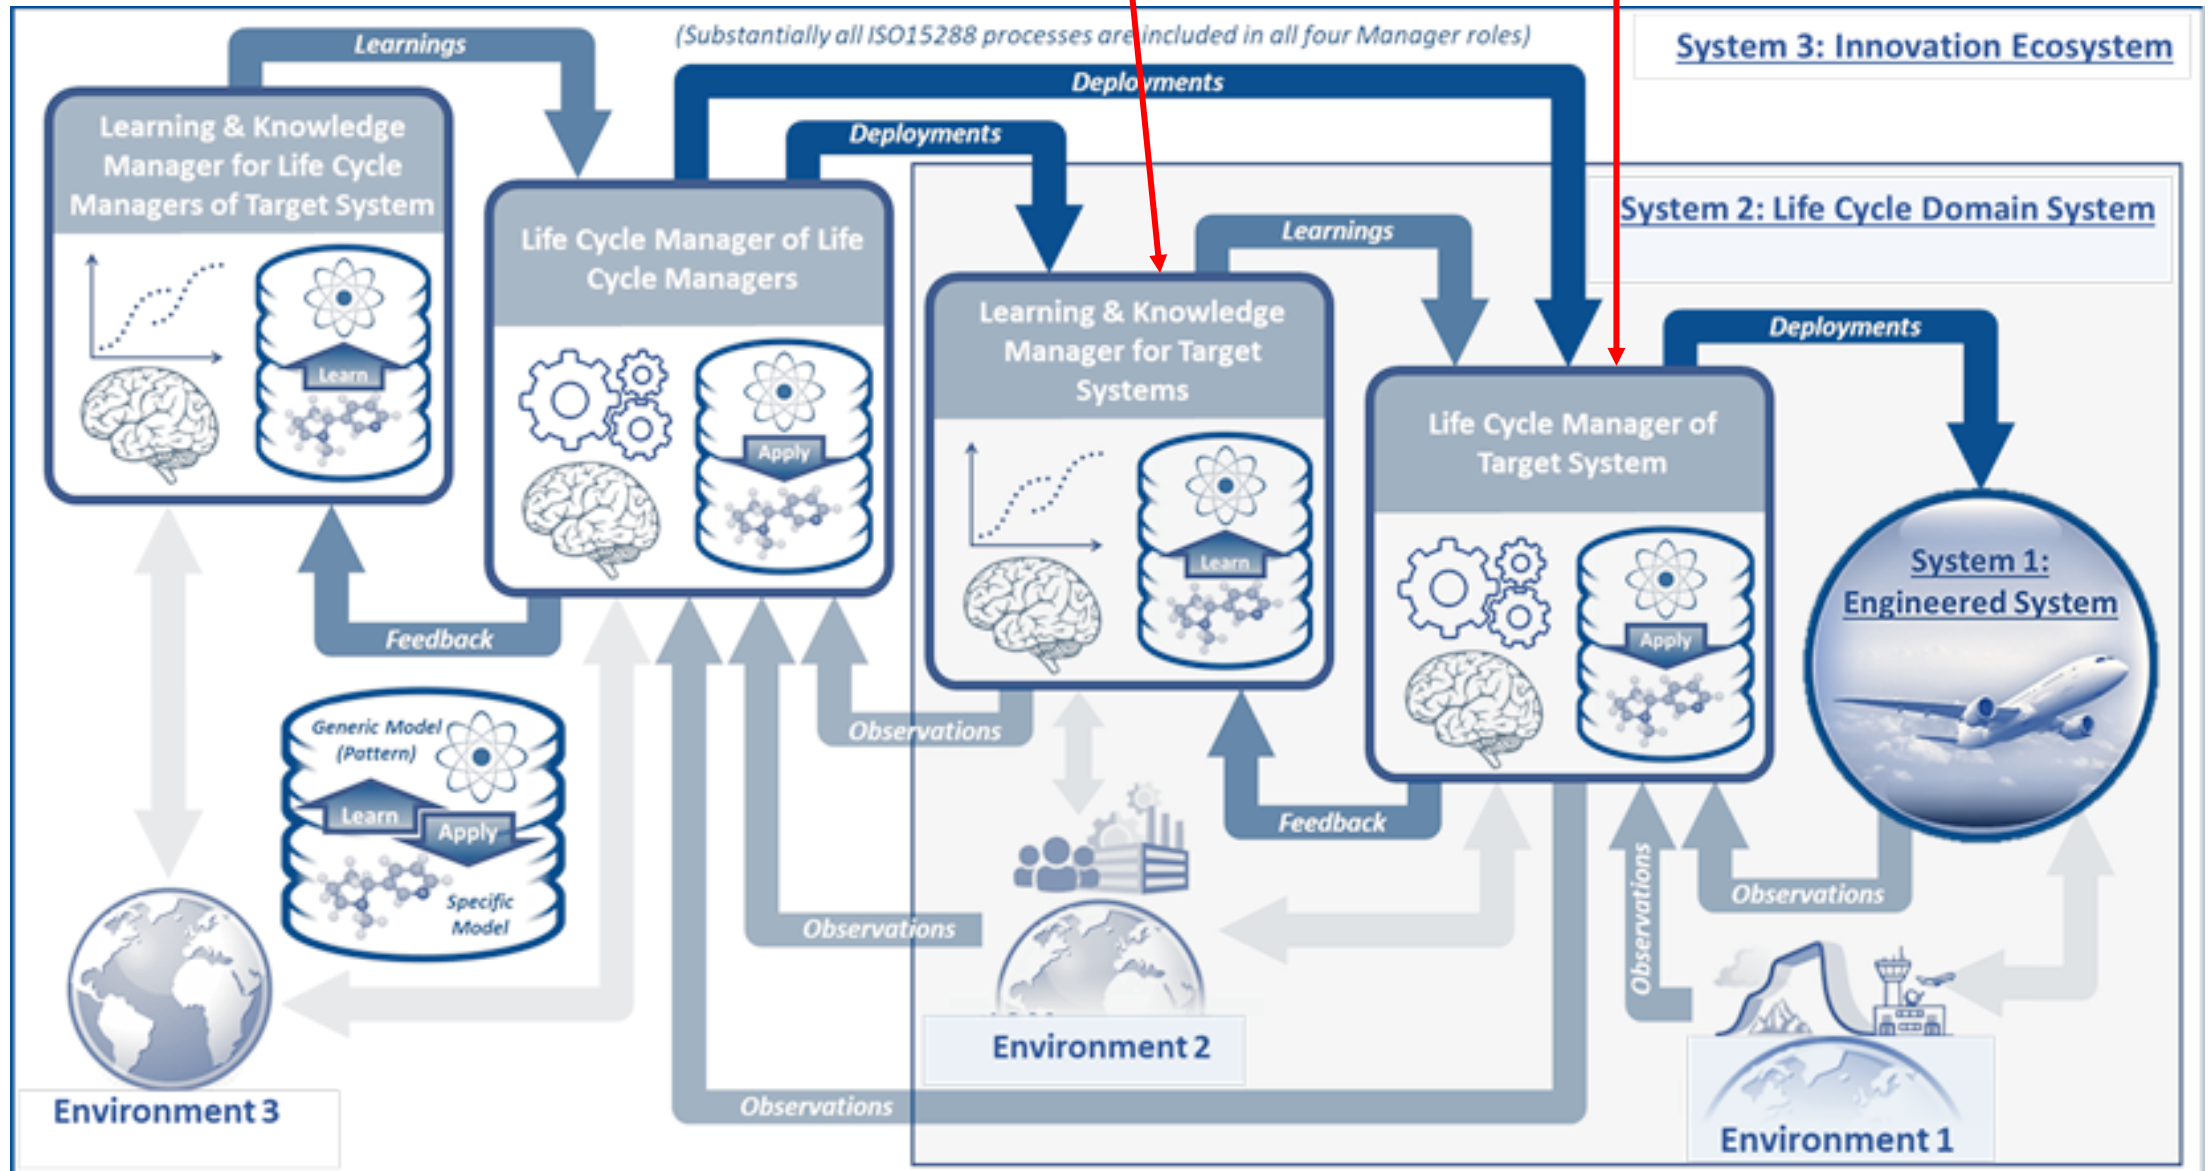 Learnings
(Substantially all ISO15288 processes are included in all four Manager roles)
System 3: Innovation Ecosystem
Deployments
Learning & Knowledge
Manager for Life Cycle
Managers of Target System
Deployments
Life Cycle Manager of Life
Cycle Managers
System 2: Life Cycle Domain System
Learnings
Learning & Knowledge
Manager for Target
Systems
Deployments
Life Cycle Manager of
Target System
Learn
Apply
Learn
Apply
System 1:
Engineered System
Feedback
Observations
Generic Model
(Pattern)
Learn
Apply
Specific
Model
Feedback
Observations
Observations
Observations
Environment 3
Environment 2
Observations
Environment 1